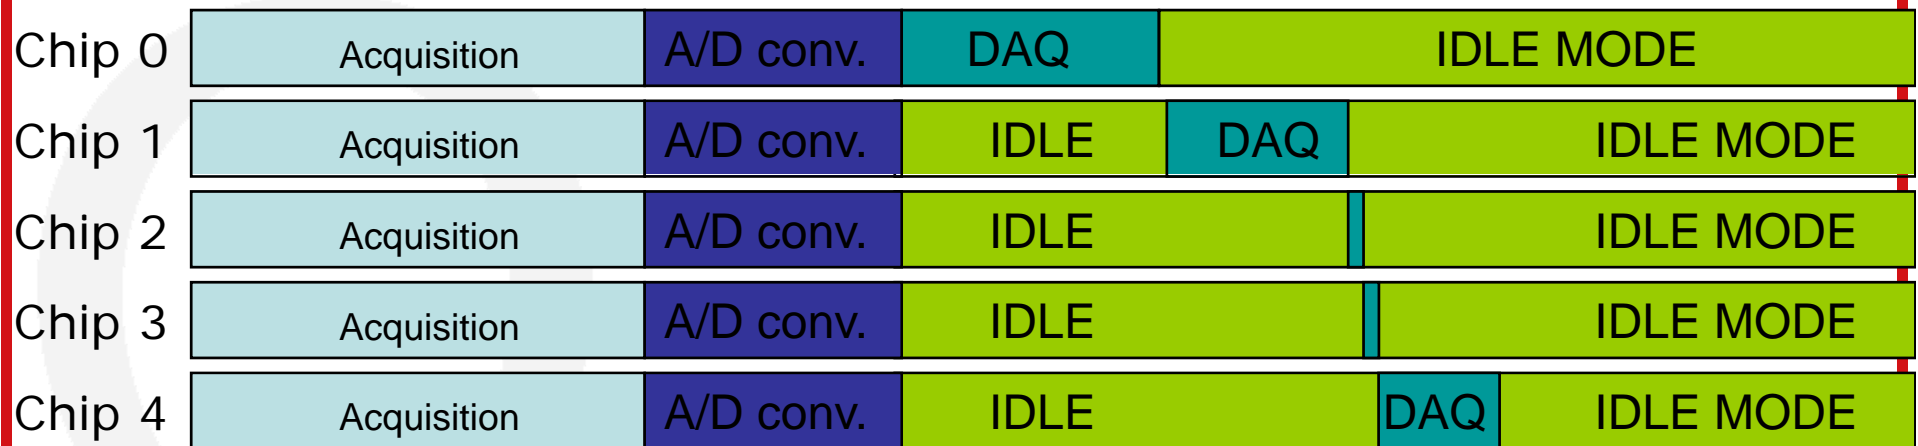 Chip 0 Acquisition A/D conv. DAQ IDLE MODE
Chip 1 Acquisition A/D conv. IDLE DAQ IDLE MODE
Chip 2 Acquisition A/D conv. IDLE IDLE MODE
Chip 3 Acquisition A/D conv. IDLE IDLE MODE
Chip 4 Acquisition A/D conv. IDLE DAQ IDLE MODE